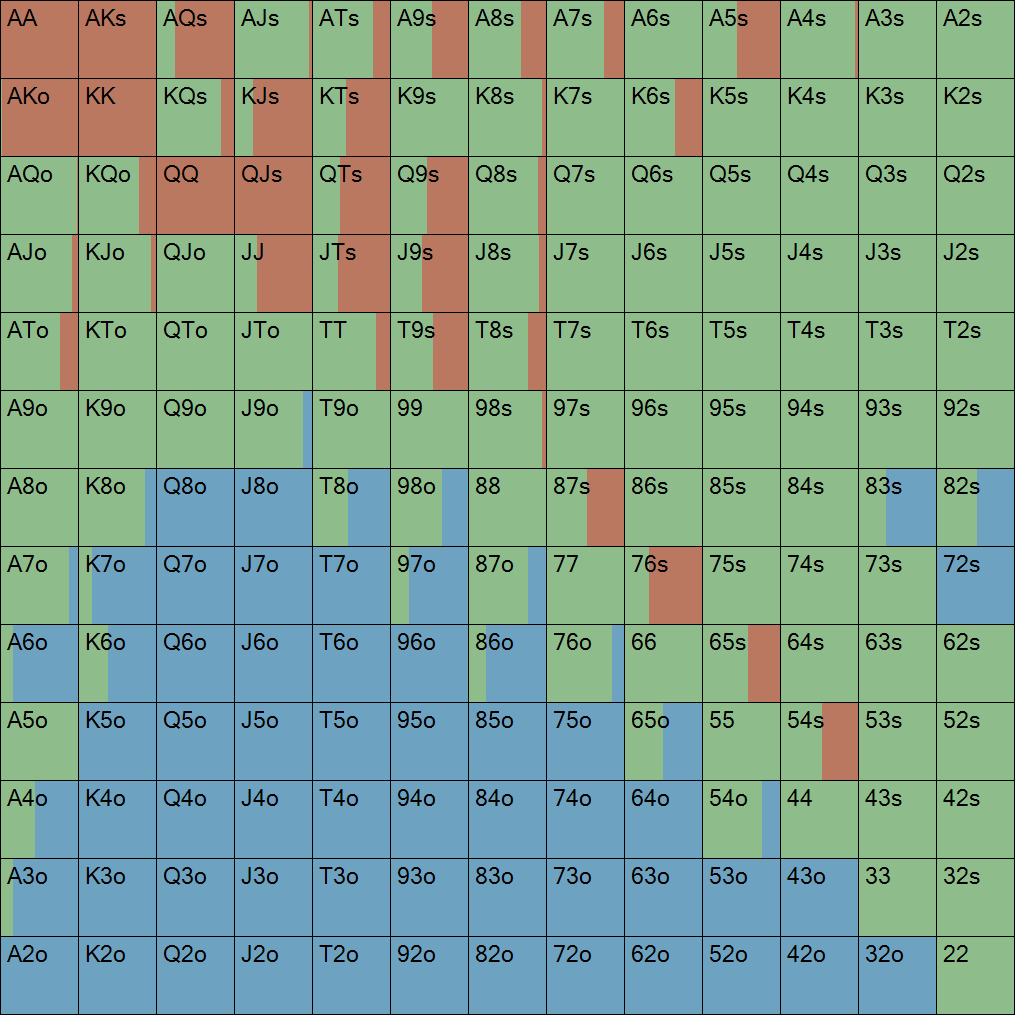 AA AKs AQs AJs ATs A9s A8s A7s A6s A5s A4s A3s A2s
AKo KK KQs KJs KTs K9s K8s K7s K6s K5s K4s K3s K2s
AQo KQo QQ QJs QTs Q9s Q8s Q7s Q6s Q5s Q4s Q3s Q2s
AJo KJo QJo JJ JTs J9s J8s J7s J6s J5s J4s J3s J2s
ATo KTo QTo JTo TT T9s T8s T7s T6s T5s T4s T3s T2s
A9o K9o Q9o J9o T9o 99 98s 97s 96s 95s 94s 93s 92s
A8o K8o Q8o J8o T8o 98o 88 87s 86s 85s 84s 83s 82s
A7o K7o Q7o J7o T7o 97o 87o 77 76s 75s 74s 73s 72s
A6o K6o Q6o J6o T6o 96o 86o 76o 66 65s 64s 63s 62s
A5o K5o Q5o J5o T5o 95o 85o 75o 65o 55 54s 53s 52s
A4o K4o Q4o J4o T4o 94o 84o 74o 64o 54o 44 43s 42s
A3o K3o Q3o J3o T3o 93o 83o 73o 63o 53o 43o 33 32s
A2o K2o Q2o J2o T2o 92o 82o 72o 62o 52o 42o 32o 22